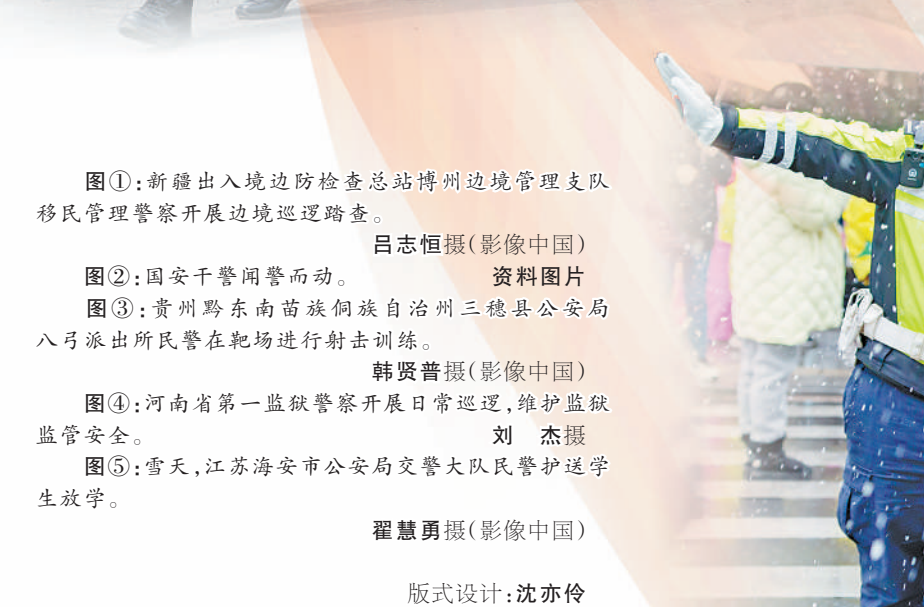 图①:新疆出入境边防检查总站博州边境管理支队
移民管理警察开展边境巡逻踏查。
吕志恒摄(影像中国)
图②:国安干警闻警而动。 资料图片
图③:贵州黔东南苗族侗族自治州三穗县公安局
八弓派出所民警在靶场进行射击训练。
韩贤普摄(影像中国)
图④:河南省第一监狱警察开展日常巡逻,维护监狱
监管安全。 刘 杰摄
图⑤:雪天,江苏海安市公安局交警大队民警护送学
生放学。
翟慧勇摄(影像中国)
版式设计:沈亦伶